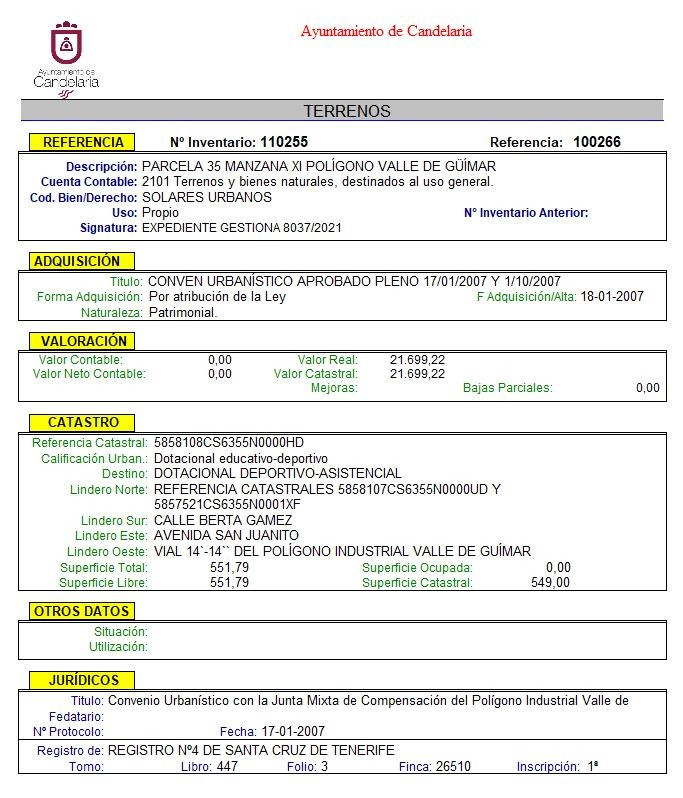 Ayuntamiento de Candelaria
Ayuntamiento de
Candelaria
TERRENOS
REFERENCIA Nº Inventario: 110255 Referencia: 100266
Descripción: PARCELA 35 MANZANA XI POLÍGONO VALLE DE GÜÍMAR
Cuenta Contable: 2101 Terrenos y bienes naturales, destinados al uso general.
Cod. Bien/Derecho: SOLARES URBANOS
Uso: Propio Nº Inventario Anterior:
Signatura: EXPEDIENTE GESTIONA 8037/2021
ADQUISICIÓN
Titulo: CONVEN URBANÍSTICO APROBADO PLENO 17/01/2007 Y 1/10/2007
Forma Adquisición: Por atribución de la Ley F Adquisición/Alta: 18-01-2007
Naturaleza: Patrimonial.
VALORACIÓN
Valor Contable: 0,00 Valor Real: 21.699,22
Valor Neto Contable: 0,00 Valor Catastral: 21.699,22
Mejoras: Bajas Parciales: 0,00
CATASTRO
Referencia Catastral: 5858108CS6355N0000HD
Calificación Urban.: Dotacional educativo-deportivo
Destino: DOTACIONAL DEPORTIVO-ASISTENCIAL
Lindero Norte: REFERENCIA CATASTRALES 5858107CS6355N0000UD Y
5857521CS6355N0001XF
Lindero Sur: CALLE BERTA GAMEZ
Lindero Este: AVENIDA SAN JUANITO
Lindero Oeste: VIAL 14`-14`` DEL POLÍGONO INDUSTRIAL VALLE DE GUÍMAR
Superficie Total: 551,79 Superficie Ocupada: 0,00
Superficie Libre: 551,79 Superficie Catastral: 549,00
OTROS DATOS
Situación:
Utilización:
JURÍDICOS
Titulo: Convenio Urbanístico con la Junta Mixta de Compensación del Polígono Industrial Valle de
Fedatario:
Nº Protocolo: Fecha: 17-01-2007
Registro de: REGISTRO Nº4 DE SANTA CRUZ DE TENERIFE
Tomo: Libro: 447 Folio: 3 Finca: 26510 Inscripción: 1ª